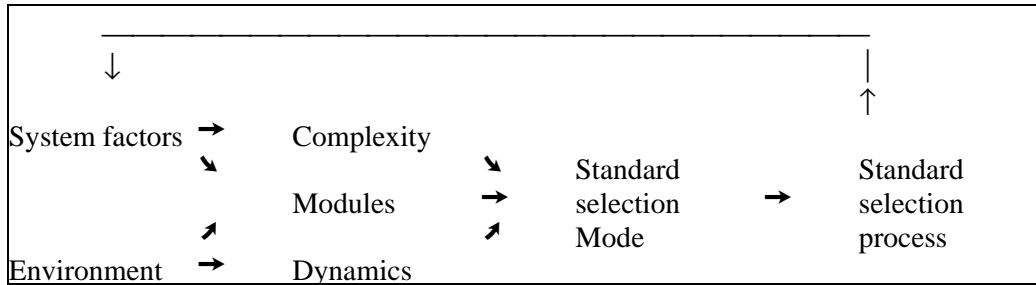 System factors → Complexity
Standard Standard
Modules → selection → selection
Mode process
Environment → Dynamics